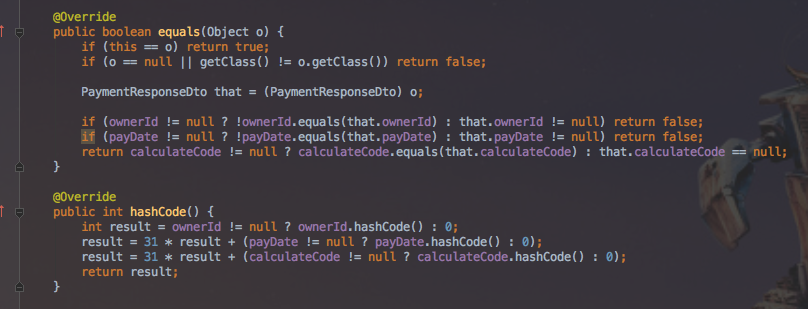 @Override
public boolean equals(Object o) {
if (this == o) return true;
if (o == null || getClass() != o.getClass()) return false;
PaymentResponseDto that = (PaymentResponseDto) o;
if (ownerId != null ? !ownerId.equals(that.ownerId) : that.ownerId != null) return false;
if (payDate != null ? !payDate.equals(that.payDate) : that.payDate != null) return false;
return calculateCode != null ? calculateCode.equals(that.calculateCode) : that.calculateCode == null;
}
@Override
public int hashCode() {
int result = ownerId != null ? ownerId.hashCode() : 0;
result = 31 * result + (payDate != null ? payDate.hashCode() : 0);
result = 31 * result + (calculateCode != null ? calculateCode.hashCode() : 0);
return result;
}